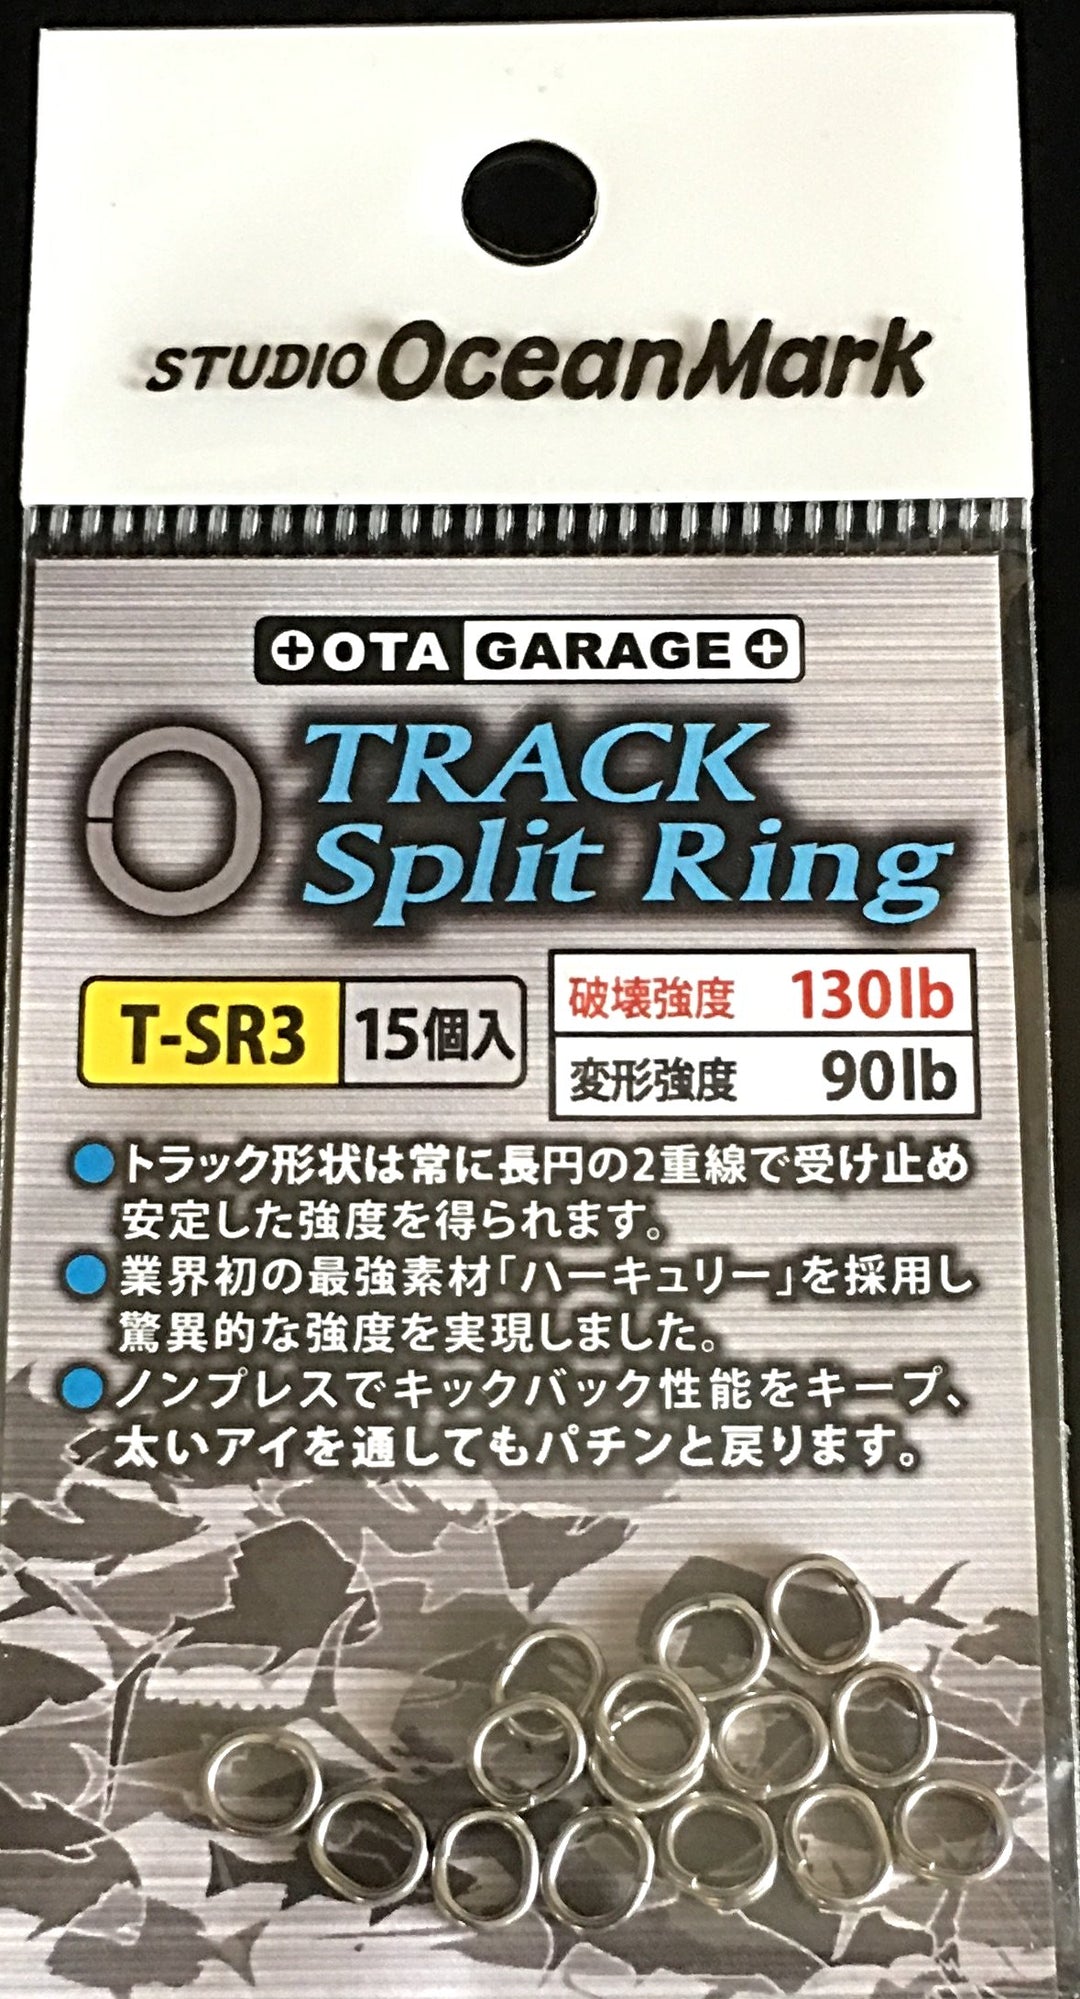 STUDIO OceanMark
OTA GARAGE
TRACK
Split Ring
T-SR3 15個入
破壊強度 130lb
変形強度 90lb
●トラック形状は常に長円の2重線で受け止め
安定した強度を得られます。
●業界初の最強素材「ハーキュリー」を採用し
驚異的な強度を実現しました。
●ノンプレスでキックバック性能をキープ、
太いアイを通してもパチンと戻ります。